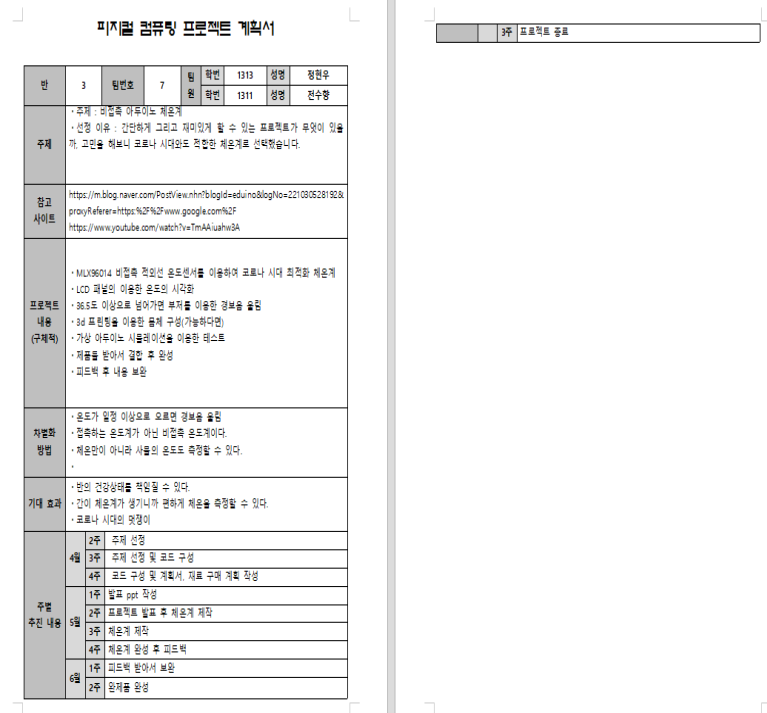 피지컬 컴퓨팅 프로젝트 계획서
반 3 팀번호 7 팀원 학번 1313 성명 정현우
학번 1311 성명 전수향
주제
· 주제 : 비접촉 아두이노 체온계
· 선정 이유 : 간단하게 그리고 재미있게 할 수 있는 프로젝트가 무엇이 있을
까, 고민을 해보니 코로나 시대와도 적합한 체온계로 선택했습니다.
참고
사이트
https://m.blog.naver.com/PostView.nhn?blogId=eduino&logNo=221030528192&
proxyReferer=https:%2F%2Fwww.google.com%2F
https://www.youtube.com/watch?v=TmAAiuahw3A
프로젝트
내용
(구체적)
· MLX96014 비접촉 적외선 온도센서를 이용하여 코로나 시대 최적화 체온계
· LCD 패널의 이용한 온도의 시각화
· 36.5도 이상으로 넘어가면 부저를 이용한 경보음 울림
· 3d 프린팅을 이용한 몸체 구성(가능하다면)
· 가상 아두이노 시뮬레이션을 이용한 테스트
· 제품들 받아서 결합 후 완성
· 피드백 후 내용 보완
차별화
방법
· 온도가 일정 이상으로 오르면 경보음 울림
· 접촉하는 온도계가 아닌 비접촉 온도계이다.
· 체온만이 아니라 사물의 온도도 측정할 수 있다.
·
기대 효과
· 반의 건강상태를 책임질 수 있다.
· 간이 체온계가 생기니까 편하게 체온을 측정할 수 있다.
· 코로나 시대의 멋쟁이
주별
추진 내용
4월
2주 주제 선정
3주 주제 선정 및 코드 구성
4주 코드 구성 및 계획서, 재료 구매 계획 작성
5월
1주 발표 ppt 작성
2주 프로젝트 발표 후 체온계 제작
3주 체온계 제작
4주 체온계 완성 후 피드백
6월
1주 피드백 받아서 보완
2주 완제품 완성
3주 프로젝트 종료